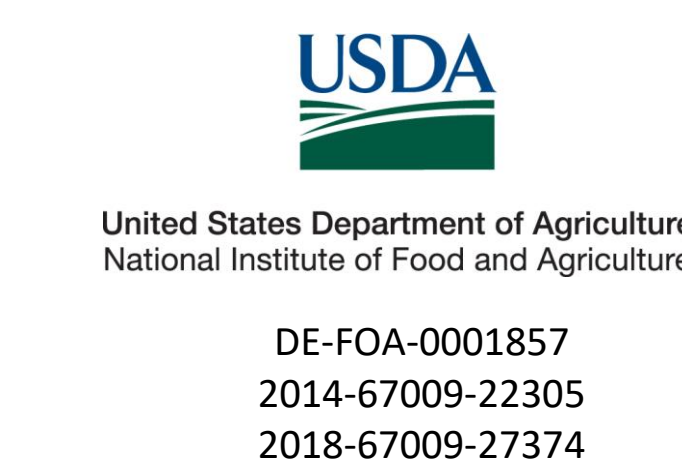 USDA
United States Department of Agriculture
National Institute of Food and Agriculture
DE-FOA-0001857
2014-67009-22305
2018-67009-27374